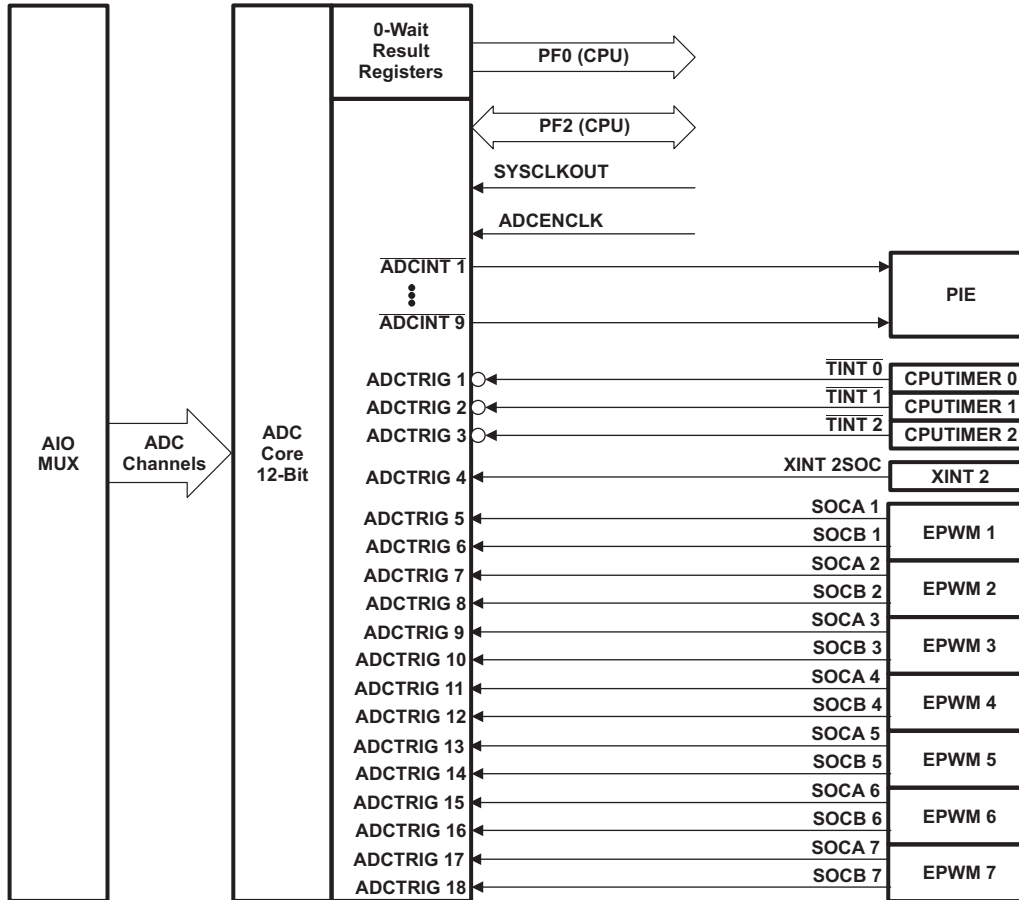 0-Wait
Result
Registers
PF0 (CPU)
PF2 (CPU)
SYSCLKOUT
ADCENCLK
ADCINT 1
ADCINT 9
PIE
AIO
MUX
ADC
Channels
ADC
Core
12-Bit
ADCTRIG 1
TINT 0
CPUTIMER 0
ADCTRIG 2
TINT 1
CPUTIMER 1
ADCTRIG 3
TINT 2
CPUTIMER 2
ADCTRIG 4
XINT 2SOC
XINT 2
ADCTRIG 5
SOCA 1
EPWM 1
ADCTRIG 6
SOCB 1
ADCTRIG 7
SOCA 2
EPWM 2
ADCTRIG 8
SOCB 2
ADCTRIG 9
SOCA 3
EPWM 3
ADCTRIG 10
SOCB 3
ADCTRIG 11
SOCA 4
EPWM 4
ADCTRIG 12
SOCB 4
ADCTRIG 13
SOCA 5
EPWM 5
ADCTRIG 14
SOCB 5
ADCTRIG 15
SOCA 6
EPWM 6
ADCTRIG 16
SOCB 6
ADCTRIG 17
SOCA 7
EPWM 7
ADCTRIG 18
SOCB 7